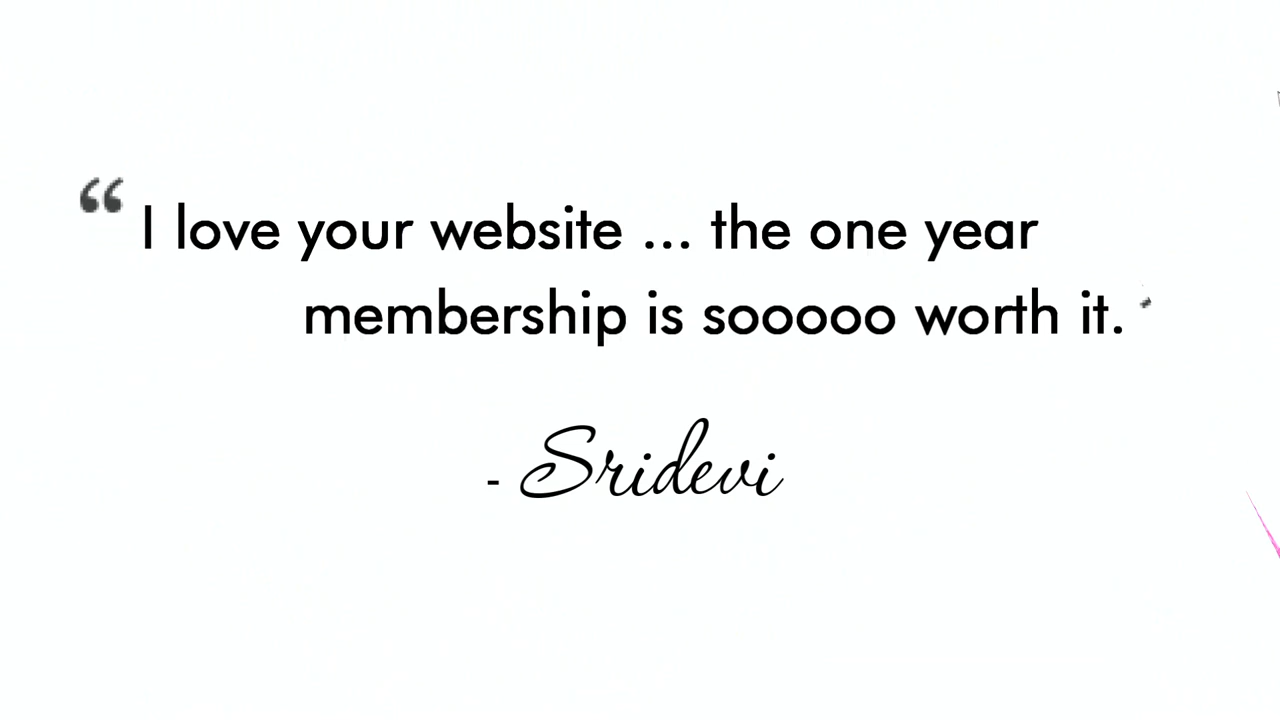 “ I love your website ... the one year
membership is sooooo worth it.
- Sridevi